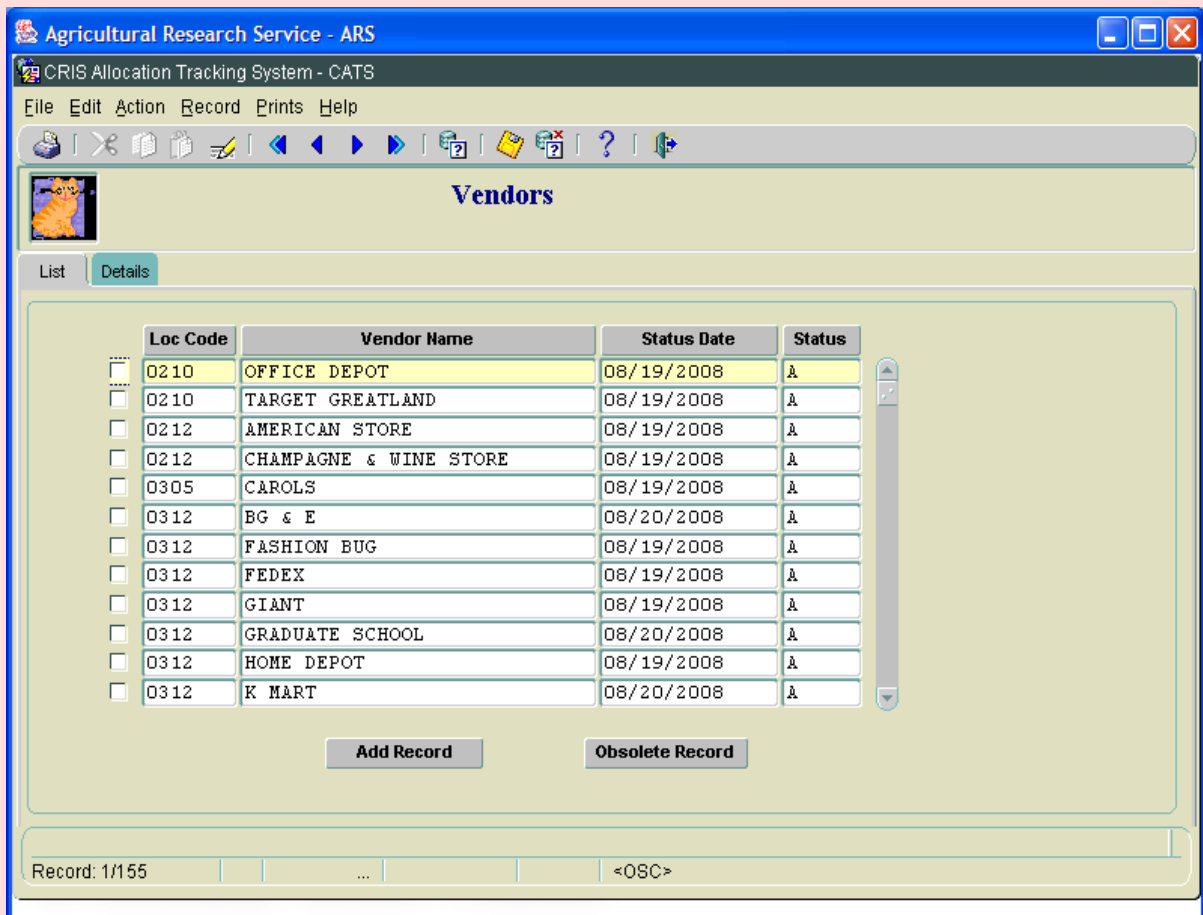 Agricultural Research Service - ARS
CRIS Allocation Tracking System - CATS
File Edit Action Record Prints Help
Vendors
List Details
Loc Code Vendor Name Status Date Status
0210 OFFICE DEPOT 08/19/2008 A
0210 TARGET GREATLAND 08/19/2008 A
0212 AMERICAN STORE 08/19/2008 A
0212 CHAMPAGNE & WINE STORE 08/19/2008 A
0305 CAROLS 08/19/2008 A
0312 BG & E 08/20/2008 A
0312 FASHION BUG 08/19/2008 A
0312 FEDEX 08/19/2008 A
0312 GIANT 08/19/2008 A
0312 GRADUATE SCHOOL 08/20/2008 A
0312 HOME DEPOT 08/19/2008 A
0312 K MART 08/20/2008 A
Add Record Obsolete Record
Record: 1/155 ... <OSC>